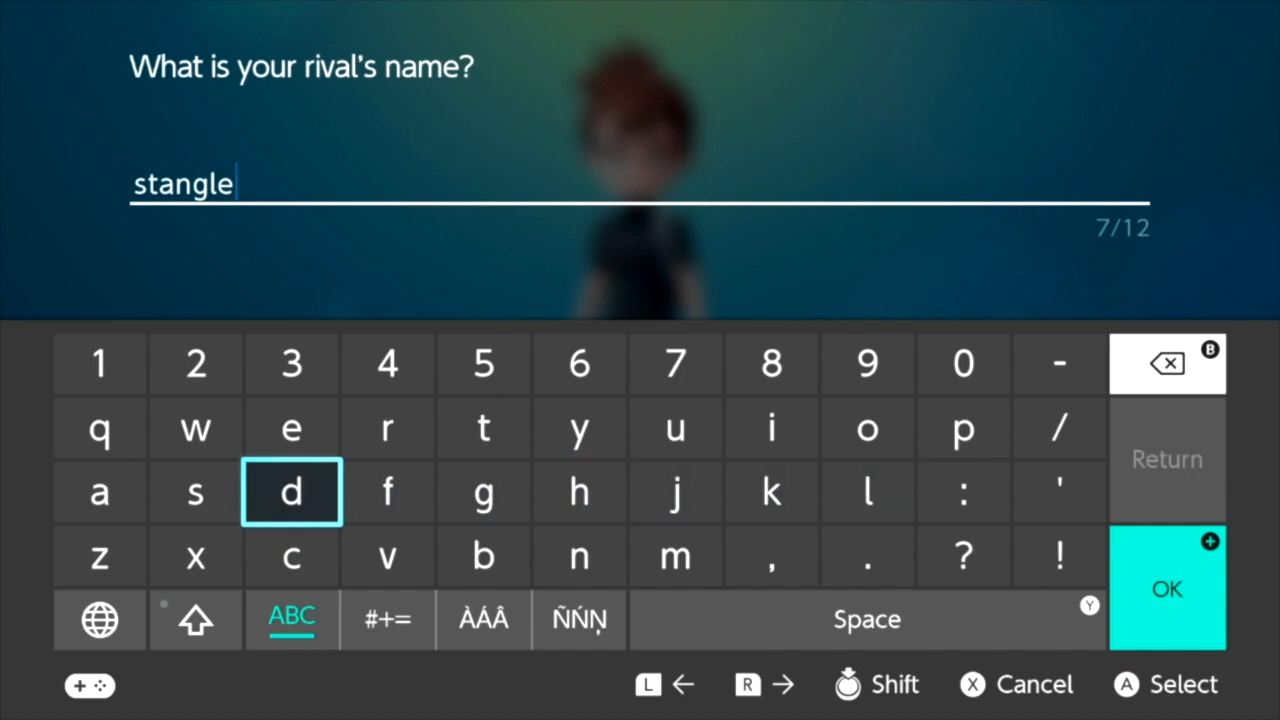 What is your rival's name?
stangle
7/12
1 2 3 4 5 6 7 8 9 0 - B
q w e r t y u i o p / Return
a s d f g h j k l : '
z x c v b n m , . ? ! + OK
ABC #+= ÀÁÂ ÑŃŅ Space Y
L ← R → Shift X Cancel A Select